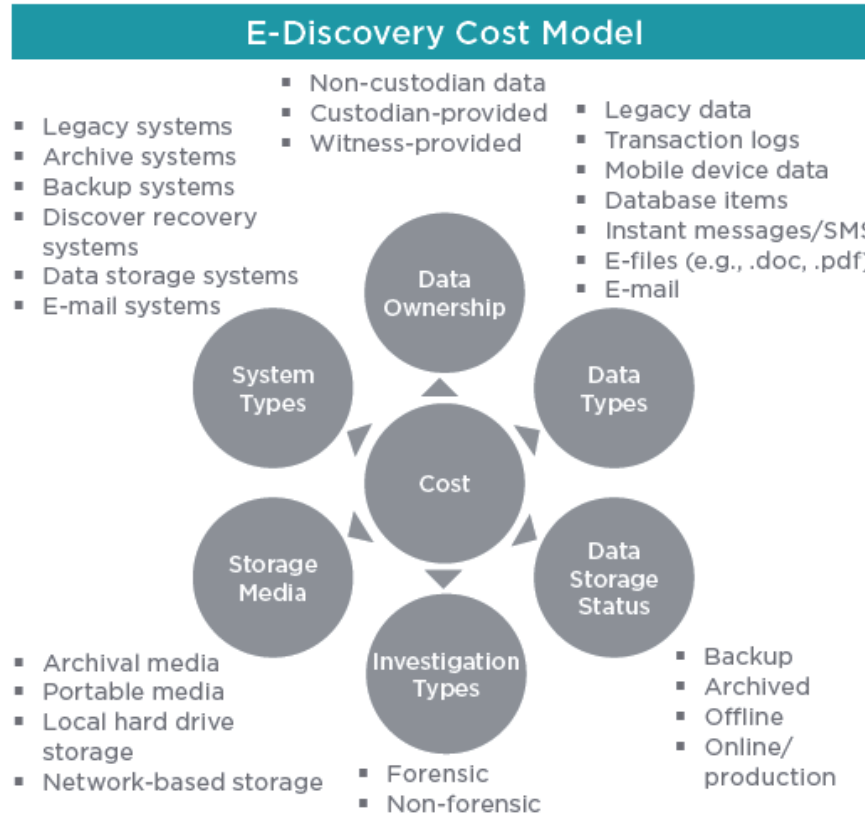 E-Discovery Cost Model
▪ Non-custodian data
▪ Custodian-provided
▪ Witness-provided
▪ Legacy systems
▪ Archive systems
▪ Backup systems
▪ Discover recovery
systems
▪ Data storage systems
▪ E-mail systems
▪ Legacy data
▪ Transaction logs
▪ Mobile device data
▪ Database items
▪ Instant messages/SMS
▪ E-files (e.g., .doc, .pdf)
▪ E-mail
Data
Ownership
System
Types
Data
Types
Cost
Storage
Media
Data
Storage
Status
Investigation
Types
▪ Archival media
▪ Portable media
▪ Local hard drive
storage
▪ Network-based storage
▪ Forensic
▪ Non-forensic
▪ Backup
▪ Archived
▪ Offline
▪ Online/
production